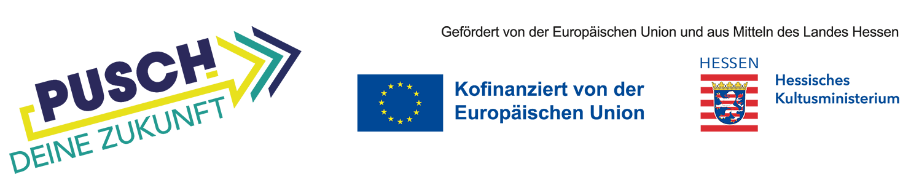 PUSCH
DEINE ZUKUNFT
Gefördert von der Europäischen Union und aus Mitteln des Landes Hessen
Kofinanziert von der
Europäischen Union
HESSEN
Hessisches
Kultusministerium